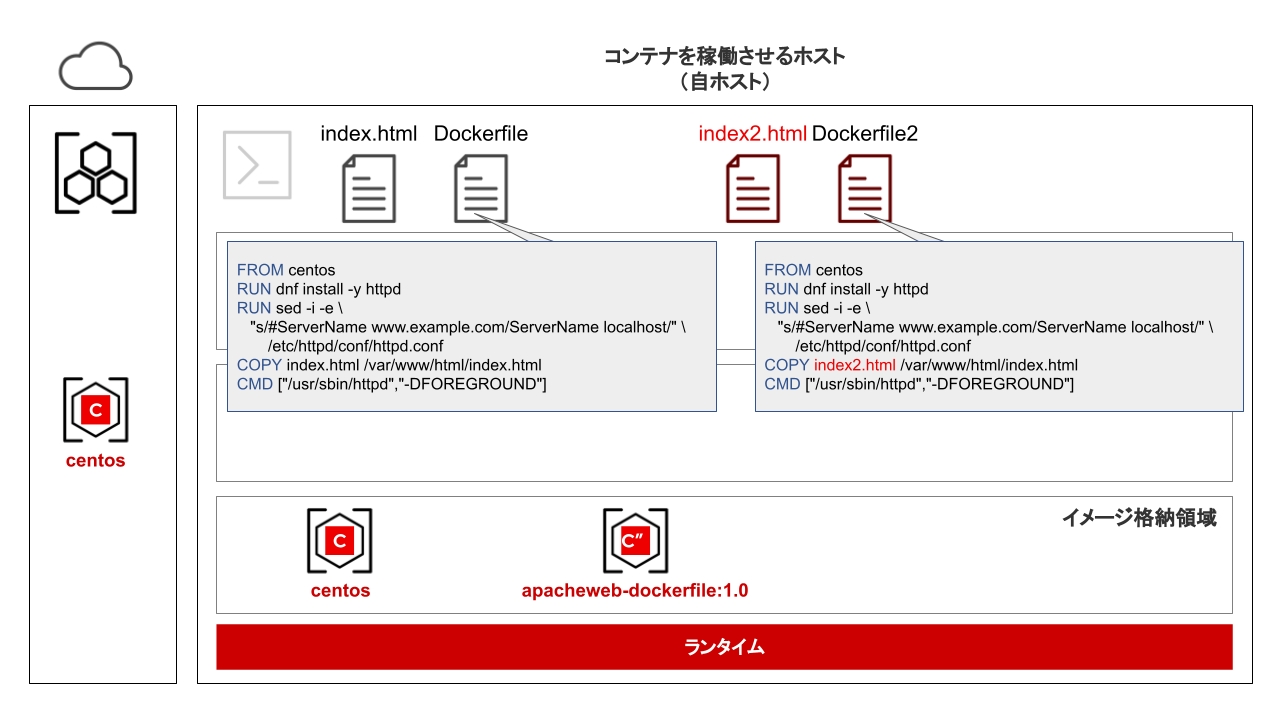 コンテナを稼働させるホスト
（自ホスト）
index.html
Dockerfile
index2.html
Dockerfile2
FROM centos
RUN dnf install -y httpd
RUN sed -i -e \
"s/#ServerName www.example.com/ServerName localhost/" \
/etc/httpd/conf/httpd.conf
COPY index.html /var/www/html/index.html
CMD ["/usr/sbin/httpd","-DFOREGROUND"]
FROM centos
RUN dnf install -y httpd
RUN sed -i -e \
"s/#ServerName www.example.com/ServerName localhost/" \
/etc/httpd/conf/httpd.conf
COPY index2.html /var/www/html/index.html
CMD ["/usr/sbin/httpd","-DFOREGROUND"]
C
centos
イメージ格納領域
C
centos
C"
apacheweb-dockerfile:1.0
ランタイム